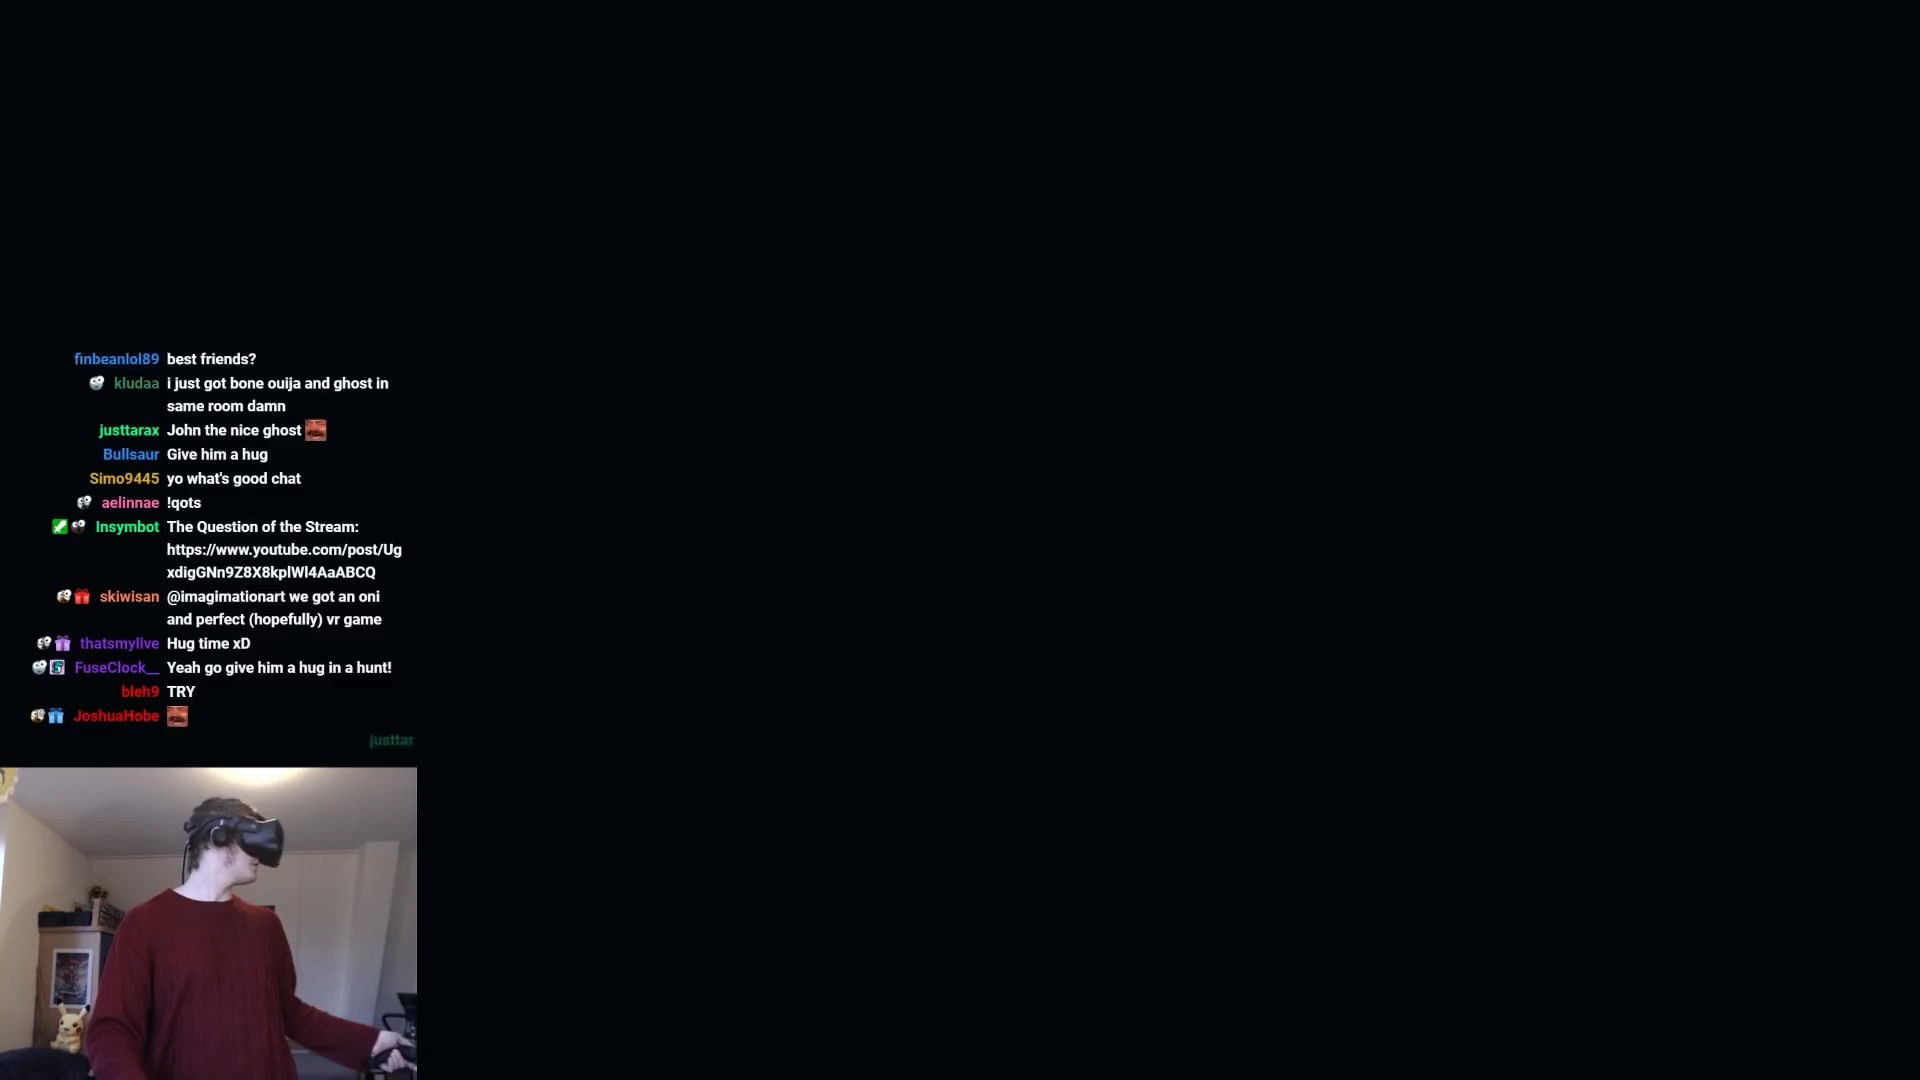 finbeanlol89 best friends?
kludaa i just got bone ouija and ghost in
same room damn
justtarax John the nice ghost
Bullsaur Give him a hug
Simo9445 yo what's good chat
aelinnae !qots
Insymbot The Question of the Stream:
https://www.youtube.com/post/Ug
xdigGNn9Z8X8kplWl4AaABCQ
skiwisan @imagimationart we got an oni
and perfect (hopefully) vr game
thatsmylive Hug time xD
FuseClock__ Yeah go give him a hug in a hunt!
bleh9 TRY
JoshuaHobe
justtar